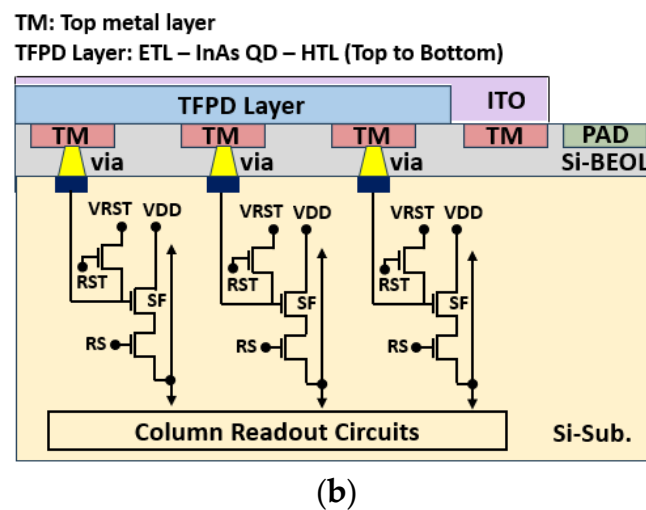 TM: Top metal layer
TFPD Layer: ETL – InAs QD – HTL (Top to Bottom)
TFPD Layer
ITO
TM TM TM TM PAD
via via via Si-BEOL
VRST VDD VRST VDD VRST VDD
RST SF RST SF RST SF
RS RS RS
Column Readout Circuits
Si-Sub.
(b)